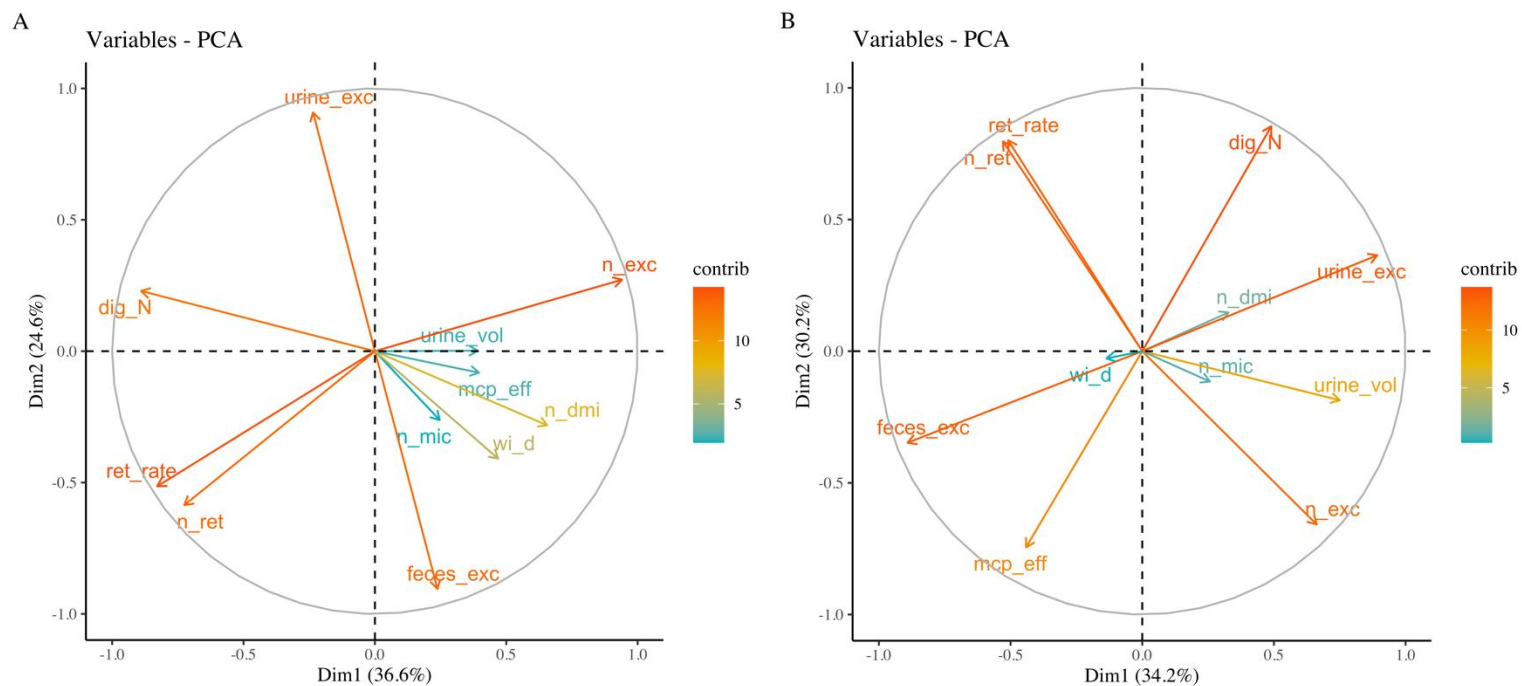 A
Variables - PCA
1.0
0.5
0.0
-0.5
-1.0
Dim2 (24.6%)
urine_exc
n_exc
dig_N
urine_vol
mcp_eff
n_dmi
n_mic
wi_d
ret_rate
n_ret
feces_exc
-1.0
-0.5
0.0
0.5
1.0
Dim1 (36.6%)
contrib
10
5
B
Variables - PCA
1.0
0.5
0.0
-0.5
-1.0
Dim2 (30.2%)
ret_rate
n_ret
dig_N
urine_exc
n_dmi
n_mic
wi_d
urine_vol
feces_exc
n_exc
mcp_eff
-1.0
-0.5
0.0
0.5
1.0
Dim1 (34.2%)
contrib
10
5